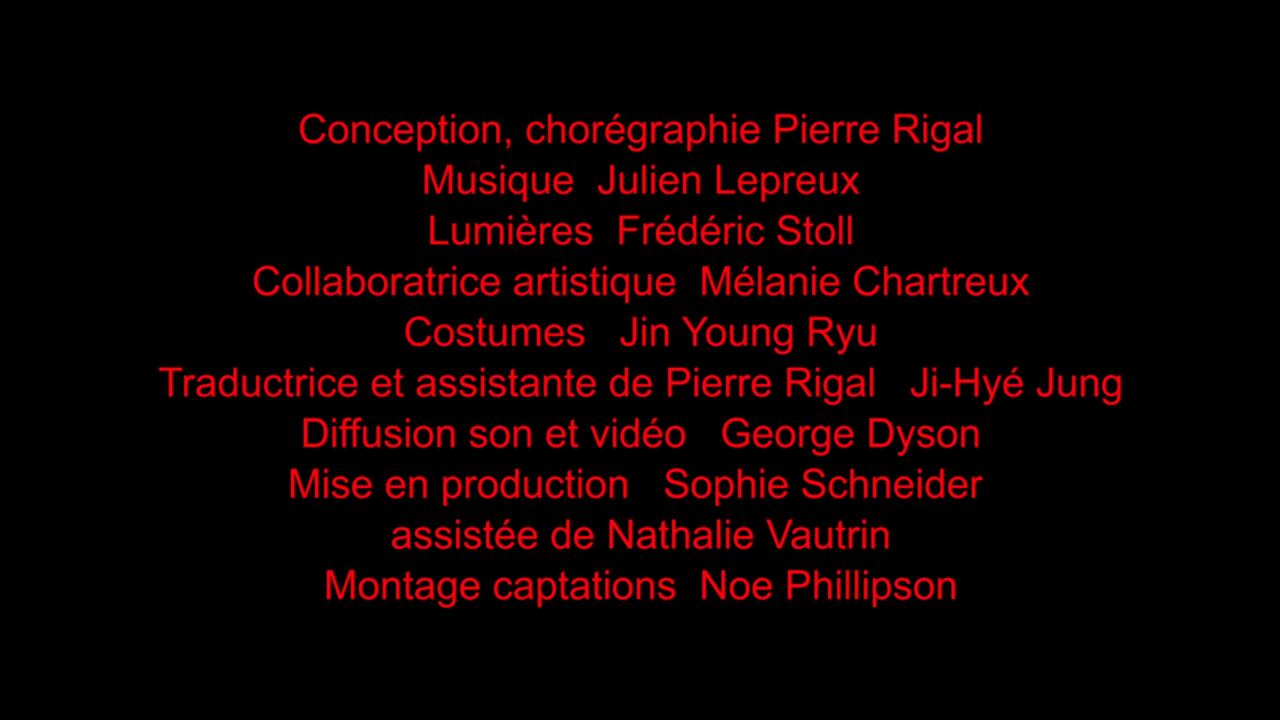 Conception, chorégraphie Pierre Rigal
Musique  Julien Lepreux
Lumières  Frédéric Stoll
Collaboratrice artistique  Mélanie Chartreux
Costumes   Jin Young Ryu
Traductrice et assistante de Pierre Rigal   Ji-Hyé Jung
Diffusion son et vidéo   George Dyson
Mise en production   Sophie Schneider
assistée de Nathalie Vautrin
Montage captations  Noe Phillipson